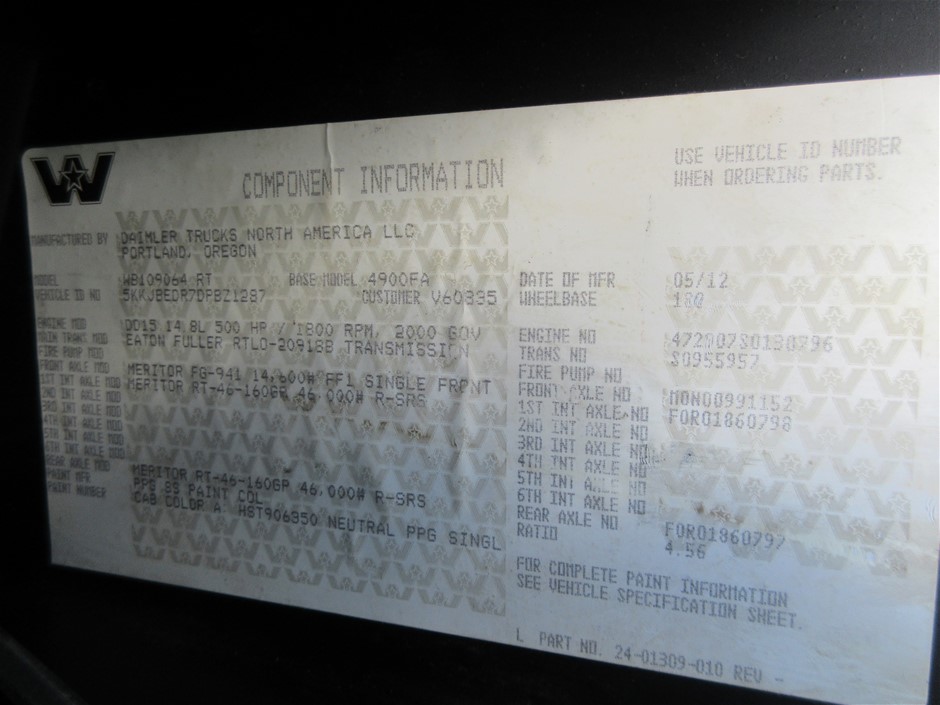 W
COMPONENT INFORMATION
USE VEHICLE ID NUMBER
WHEN ORDERING PARTS.
MANUFACTURED BY DAIMLER TRUCKS NORTH AMERICA LLC
PORTLAND, OREGON
MODEL WB109064 RT BASE MODEL 4900FA
VEHICLE ID NO 5KKJBEDR7DFBZ1287 CUSTOMER V60335
ENGINE MOD DD15 14.8L 500 HP / 1800 RPM, 2000 GOV
MAIN TRANS MOD EATON FULLER RTLO-20918B TRANSMISSION
FIRE PUMP MOD
FRONT AXLE MOD MERITOR FG-941 14,600# FF1 SINGLE FRONT
1ST INT AXLE MOD MERITOR RT-46-160GR 46,000# R-SRS
2ND INT AXLE MOD
3RD INT AXLE MOD
4TH INT AXLE MOD
5TH INT AXLE MOD
6TH INT AXLE MOD
REAR AXLE MOD MERITOR RT-46-160GR 46,000# R-SRS
PAINT MFR PPG SS PAINT COL
PAINT NUMBER CAB COLOR A: HST906350 NEUTRAL PPG SINGL
DATE OF MFR 05/12
WHEELBASE
ENGINE NO
TRANS NO S0955957
FIRE PUMP NO
FRONT AXLE NO MON00991152
1ST INT AXLE NO FOR01860798
2ND INT AXLE NO
3RD INT AXLE NO
4TH INT AXLE NO
5TH INT AXLE NO
6TH INT AXLE NO
REAR AXLE NO FOR01860797
RATIO 4.56
FOR COMPLETE PAINT INFORMATION
SEE VEHICLE SPECIFICATION SHEET.
L PART NO. 24-01309-010 REV -